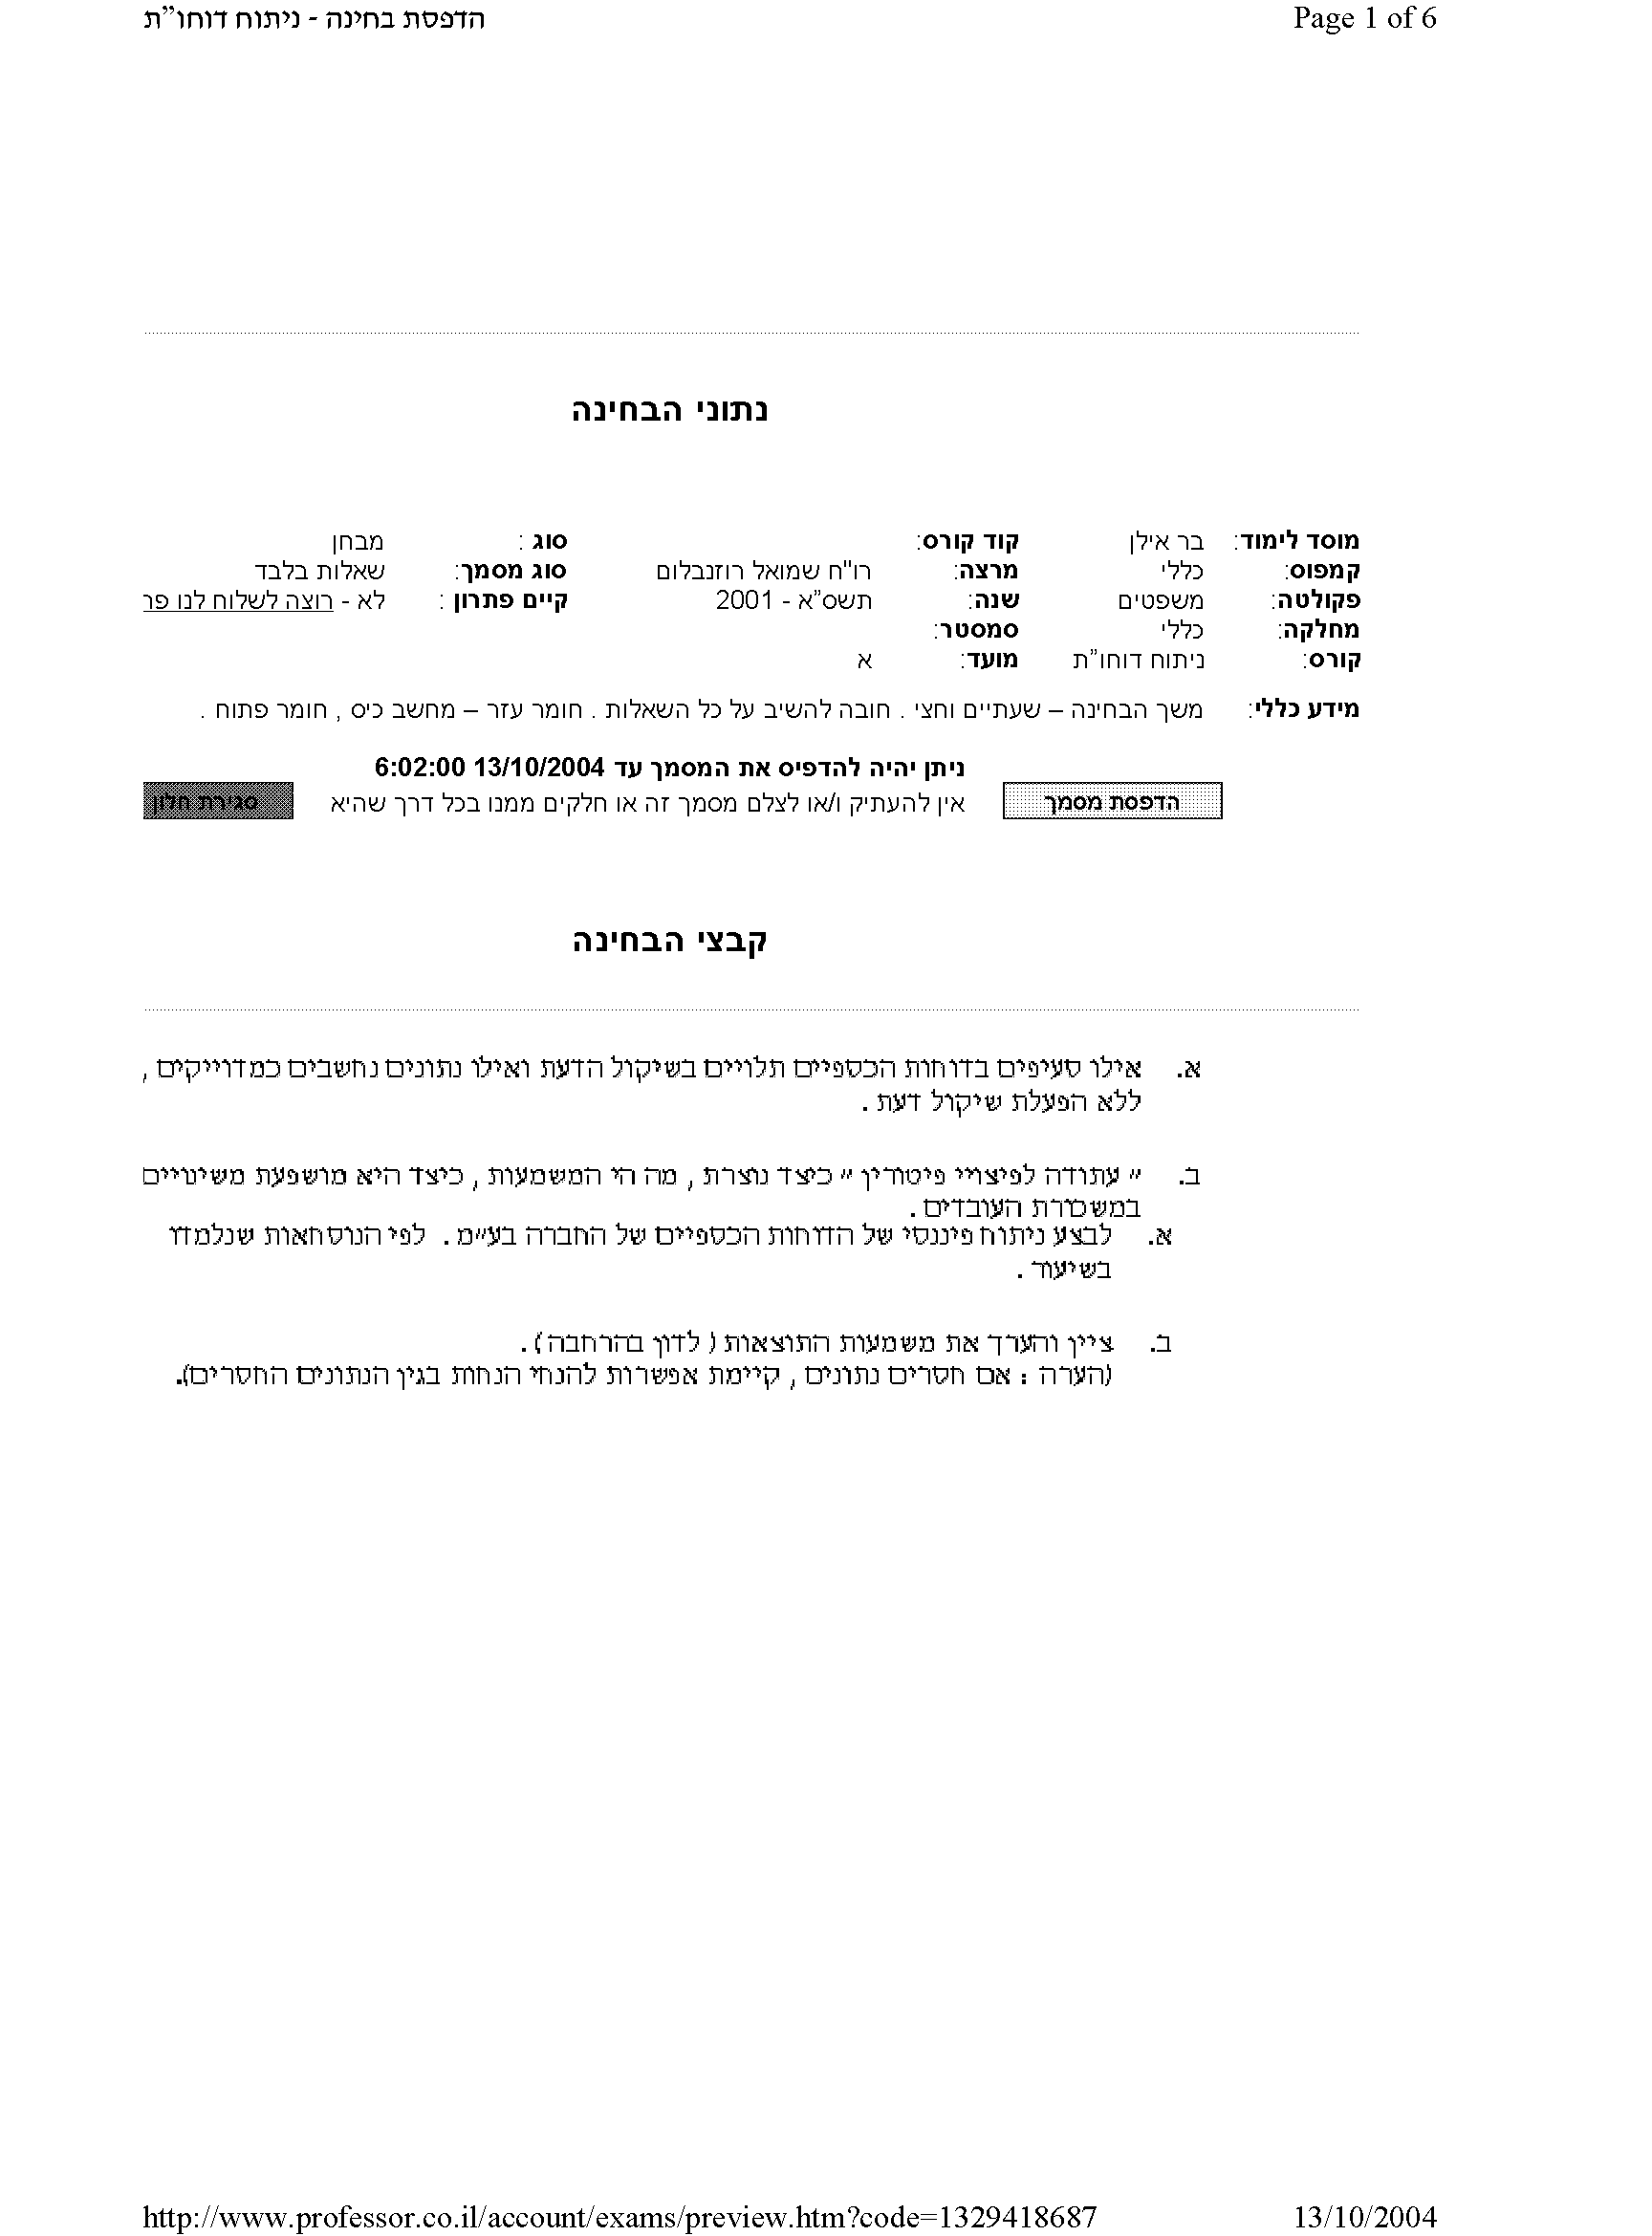 הדפסת בחינה - ניתוח דוחו"ת Page 1 of 6
נתוני הבחינה
מוסד לימוד: בר אילן קוד קורס: סוג : מבחן
קמפוס: כללי מרצה: רו"ח שמואל רוזנבלום סוג מסמך: שאלות בלבד
פקולטה: משפטים שנה: תשס"א - 2001 קיים פתרון : לא - רוצה לשלוח לנו פר
מחלקה: כללי סמסטר:
קורס: ניתוח דוחו"ת מועד: א
מידע כללי: משך הבחינה – שעתיים וחצי . חובה להשיב על כל השאלות . חומר עזר – מחשב כיס , חומר פתוח .
ניתן יהיה להדפיס את המסמך עד 13/10/2004 6:02:00
הדפסת מסמך אין להעתיק ו/או לצלם מסמך זה או חלקים ממנו בכל דרך שהיא סגירת חלון
קבצי הבחינה
א. אילו סעיפים בדוחות הכספיים תלויים בשיקול הדעת ואילו נתונים נחשבים כמדוייקים ,
ללא הפעלת שיקול דעת .
ב. " עתודה לפיצויי פיטורין " כיצד נוצרת , מה הי המשמעות , כיצד היא מושפעת משינויים
במשכורת העובדים .
א. לבצע ניתוח פיננסי של הדוחות הכספיים של החברה בע"מ . לפי הנוסחאות שנלמדו
בשיעור .
ב. ציין והערך את משמעות התוצאות ( לדון בהרחבה ) .
(הערה : אם חסרים נתונים , קיימת אפשרות להנחי הנחות בגין הנתונים החסרים).
http://www.professor.co.il/account/exams/preview.htm?code=1329418687 13/10/2004